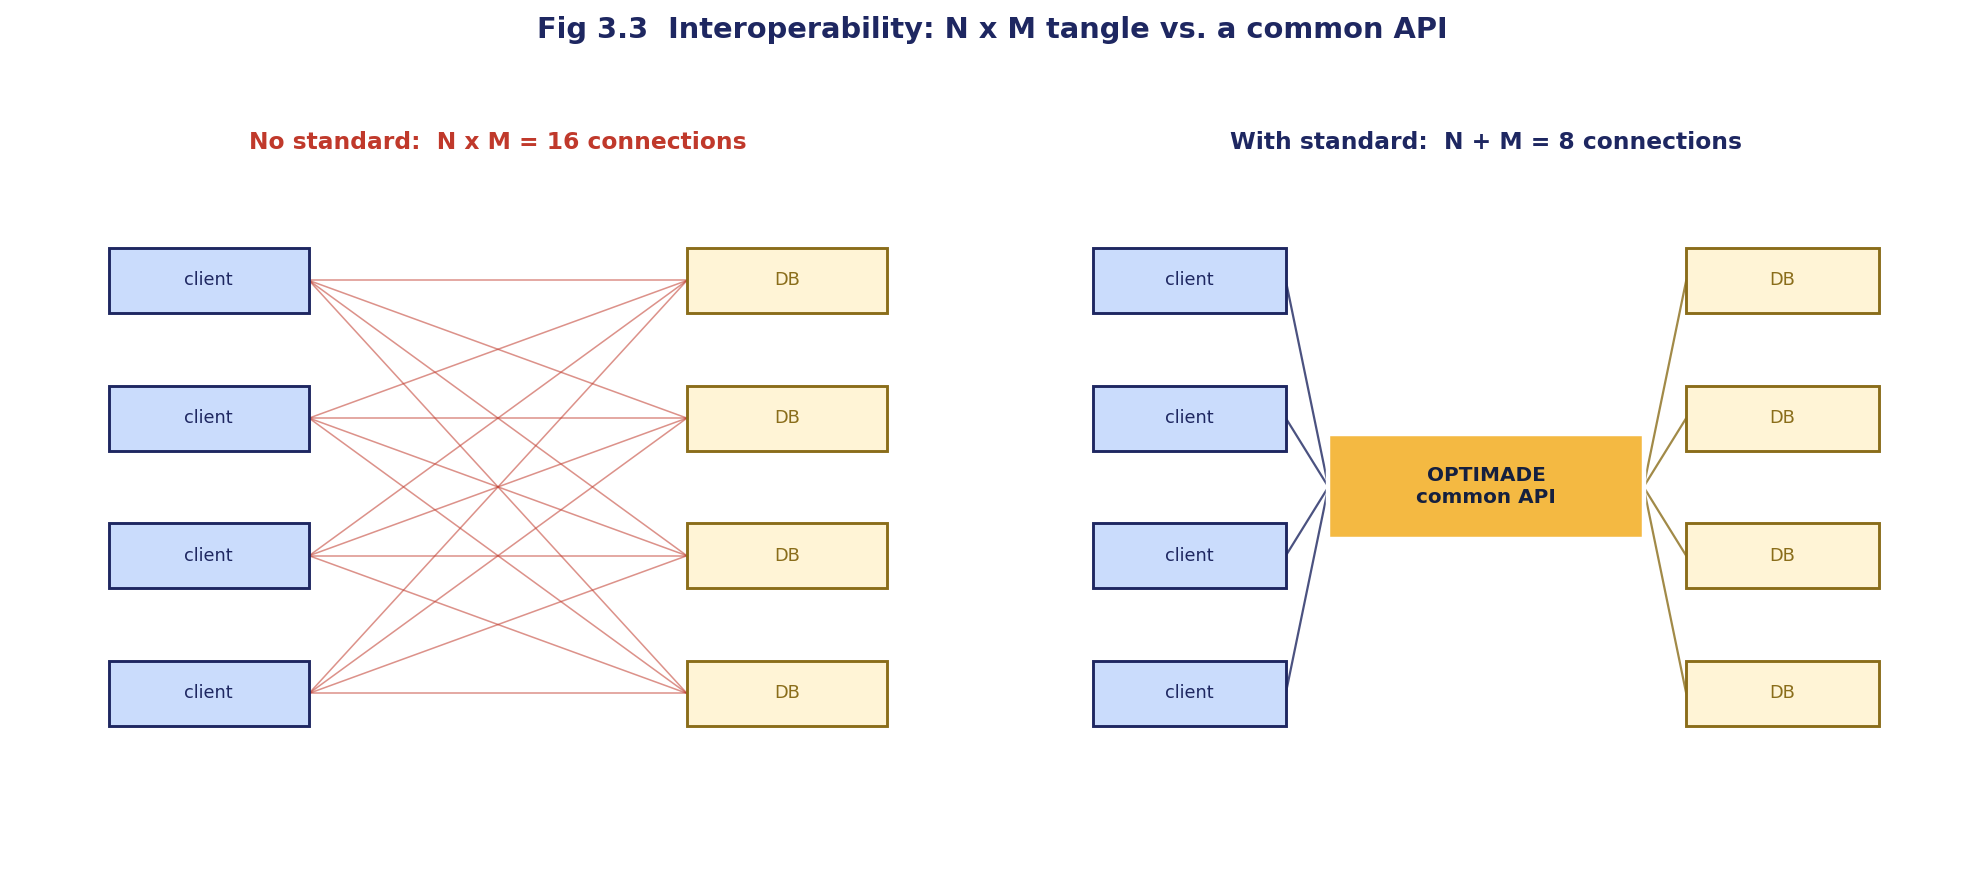 Fig 3.3  Interoperability: N x M tangle vs. a common API
No standard:  N x M = 16 connections
client
DB
client
DB
client
DB
client
DB
With standard:  N + M = 8 connections
client
DB
client
DB
OPTIMADE
common API
client
DB
client
DB